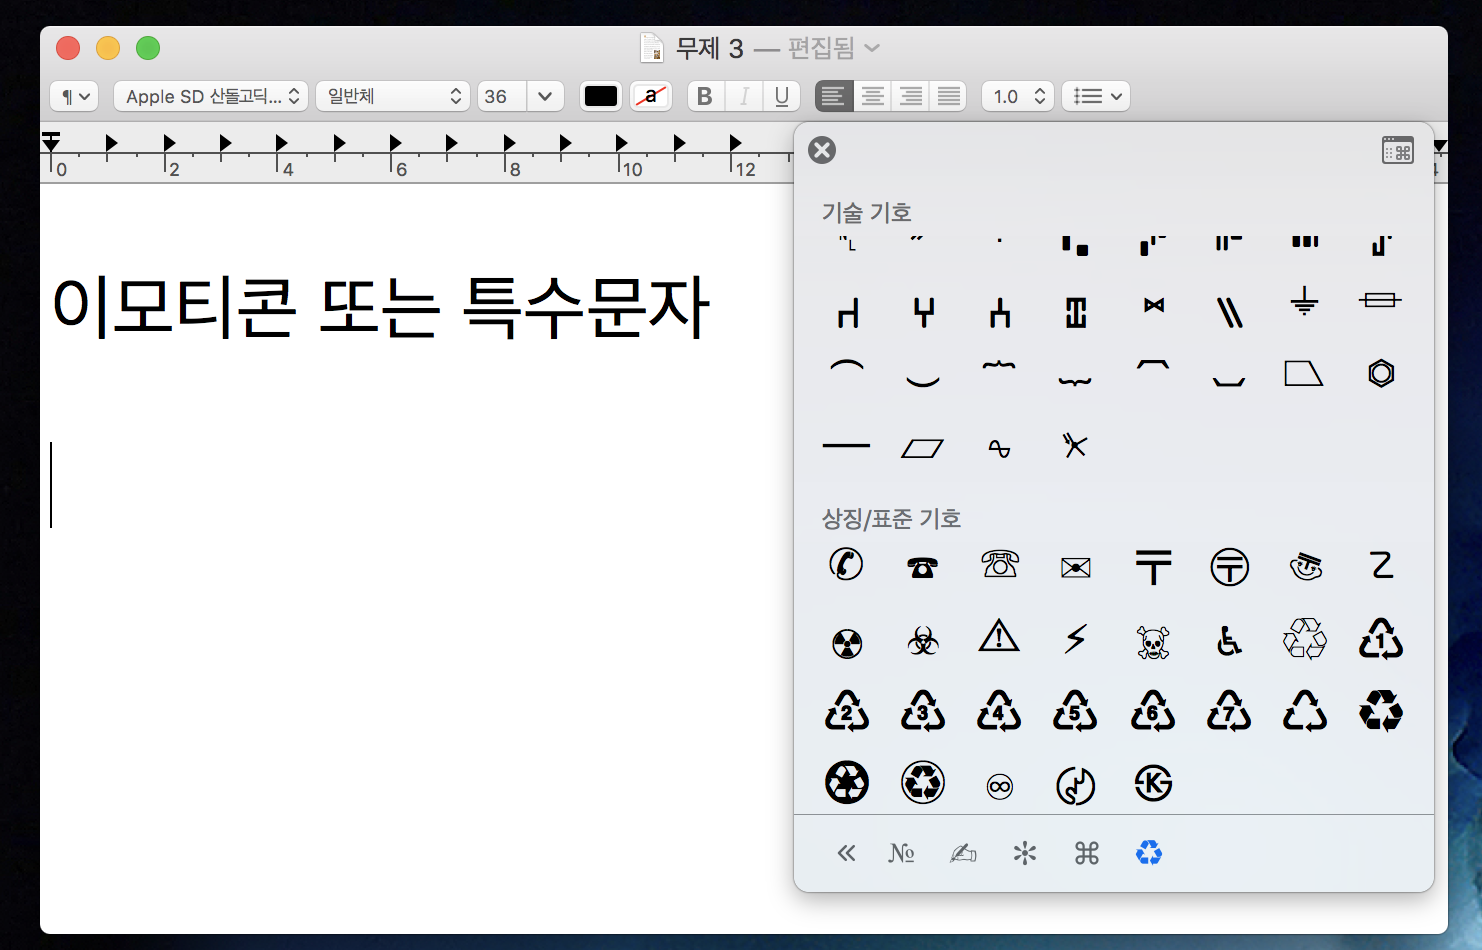 무제 3 — 편집됨
¶ Apple SD 산돌고딕... 일반체 36 a B I U 1.0
0 2 4 6 8 10 12 4
기술 기호
이모티콘 또는 특수문자
상징/표준 기호
✆ ☎ ☏ ✉ 〒 〶 〠 Z
☢ ☣ ⚠ ⚡ ☠ ♿ ♲ ♳
♴ ♵ ♶ ♷ ♸ ♹ ♺ ♻
♼ ♽ ♾ K
« № ✍ ✻ ⌘ ♻